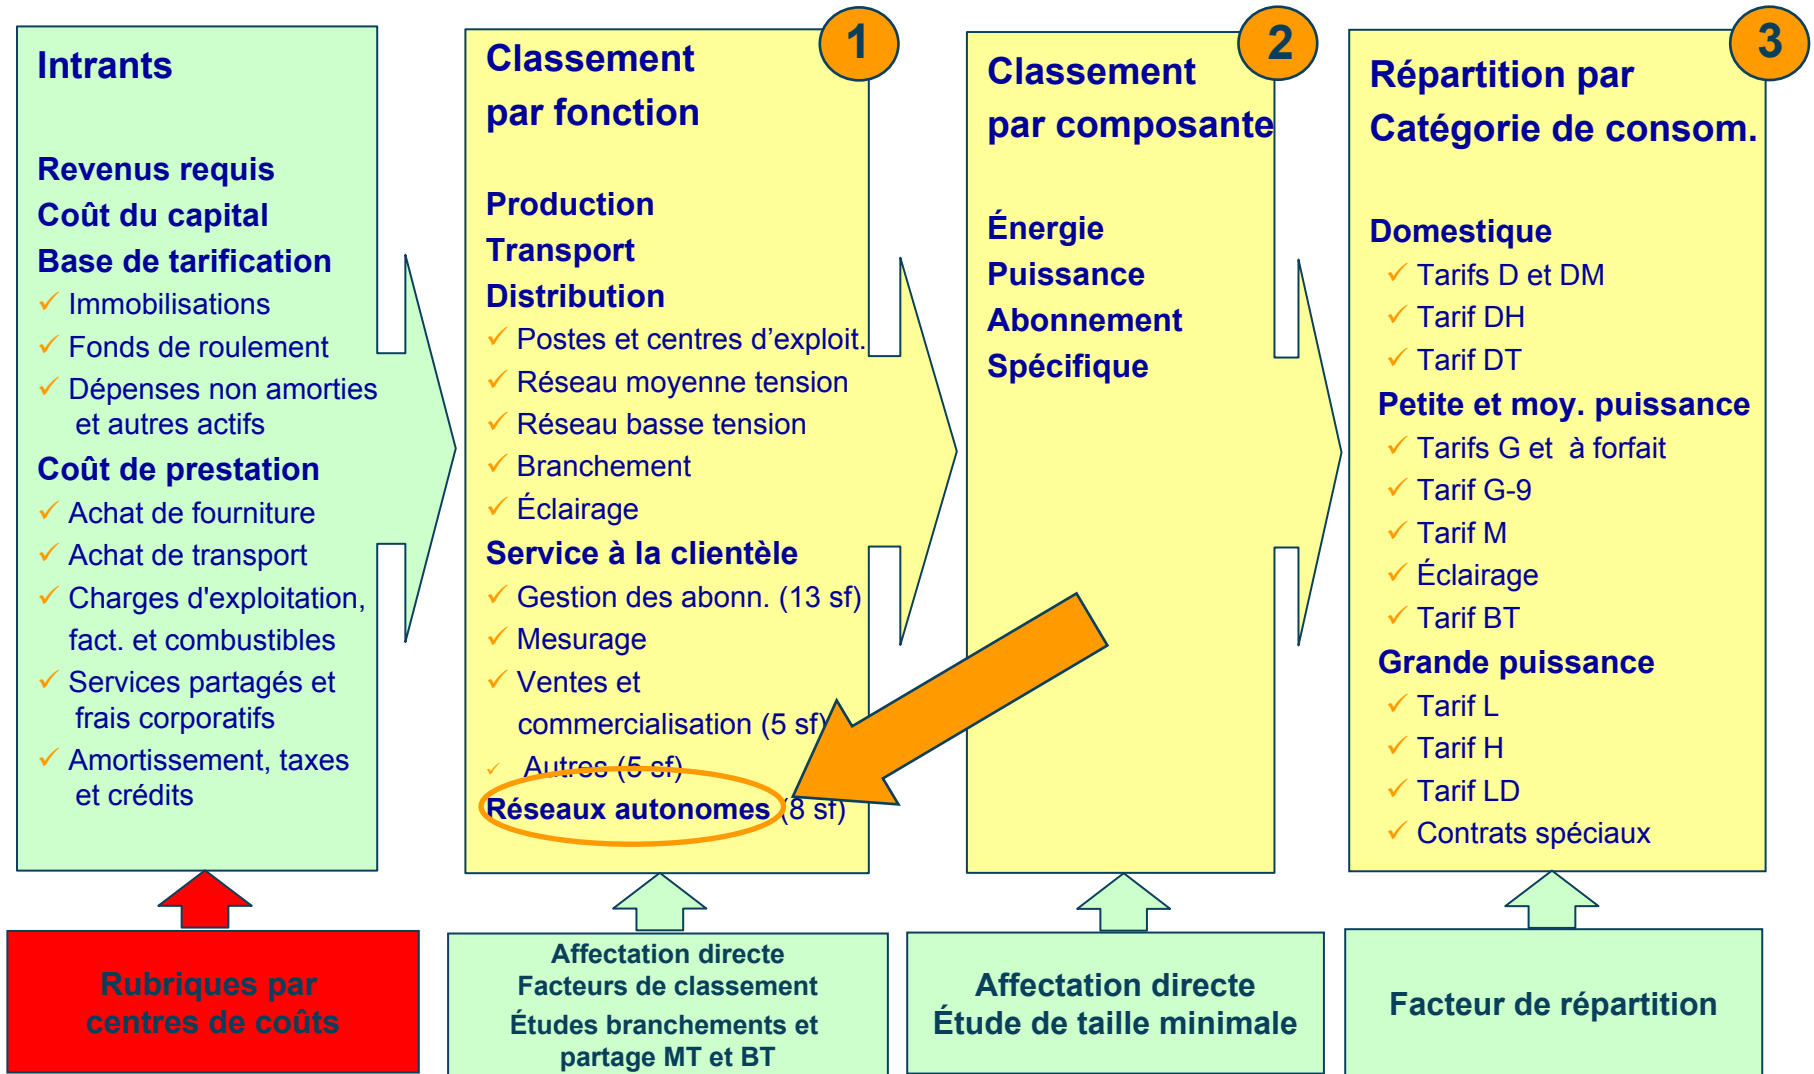 Intrants
Revenus requis
Coût du capital
Base de tarification
✓ Immobilisations
✓ Fonds de roulement
✓ Dépenses non amorties
et autres actifs
Coût de prestation
✓ Achat de fourniture
✓ Achat de transport
✓ Charges d'exploitation,
fact. et combustibles
✓ Services partagés et
frais corporatifs
✓ Amortissement, taxes
et crédits
Rubriques par
centres de coûts
1
Classement
par fonction
Production
Transport
Distribution
✓ Postes et centres d’exploit.
✓ Réseau moyenne tension
✓ Réseau basse tension
✓ Branchement
✓ Éclairage
Service à la clientèle
✓ Gestion des abonn. (13 sf)
✓ Mesurage
✓ Ventes et
commercialisation (5 sf)
✓ Autres (5 sf)
Réseaux autonomes (8 sf)
Affectation directe
Facteurs de classement
Études branchements et
partage MT et BT
2
Classement
par composante
Énergie
Puissance
Abonnement
Spécifique
Affectation directe
Étude de taille minimale
3
Répartition par
Catégorie de consom.
Domestique
✓ Tarifs D et DM
✓ Tarif DH
✓ Tarif DT
Petite et moy. puissance
✓ Tarifs G et à forfait
✓ Tarif G-9
✓ Tarif M
✓ Éclairage
✓ Tarif BT
Grande puissance
✓ Tarif L
✓ Tarif H
✓ Tarif LD
✓ Contrats spéciaux
Facteur de répartition